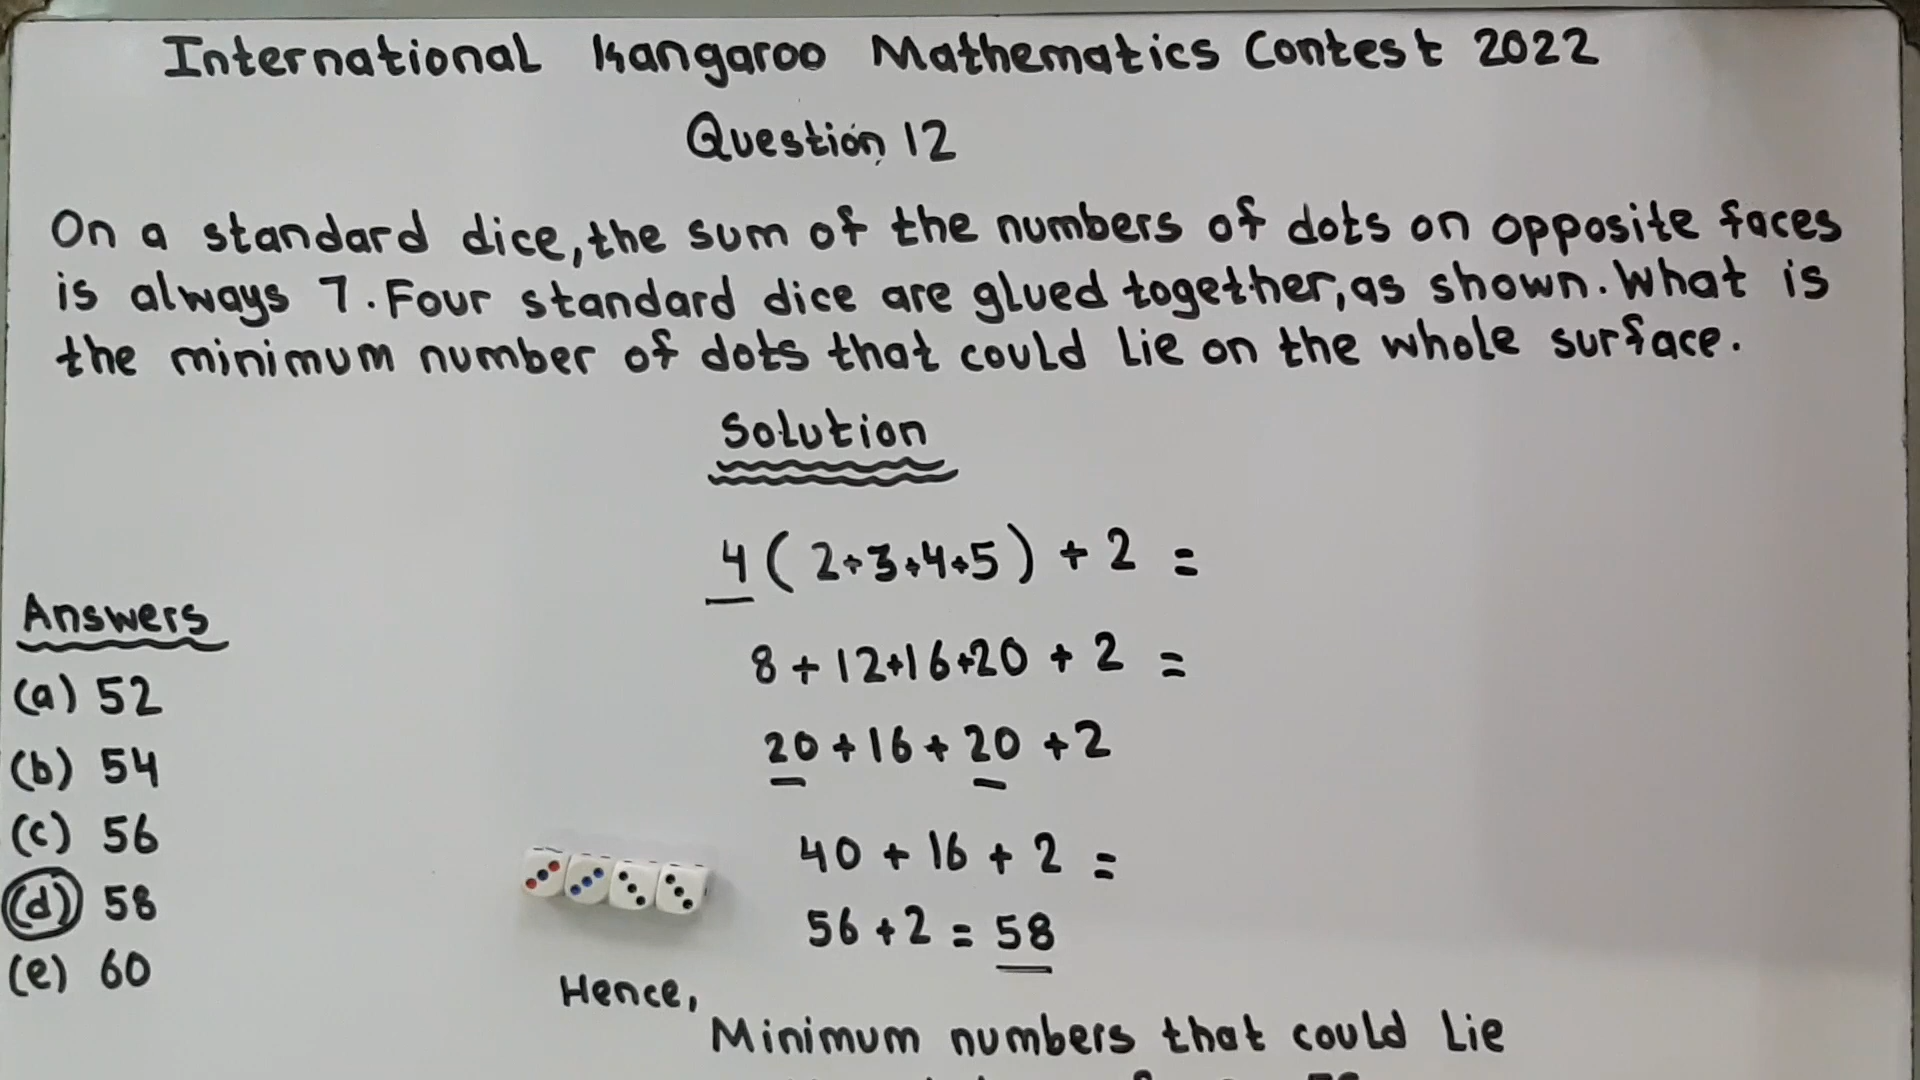 International Kangaroo Mathematics Contest 2022
Question 12
On a standard dice, the sum of the numbers of dots on opposite faces
is always 7. Four standard dice are glued together, as shown. What is
the minimum number of dots that could Lie on the whole surface.
Solution
4 ( 2+3+4+5 ) + 2 =
8 + 12+16+20 + 2 =
20 + 16 + 20 + 2
40 + 16 + 2 =
56 + 2 = 58
Answers
(a) 52
(b) 54
(c) 56
(d) 58
(e) 60
Hence,
Minimum numbers that could Lie